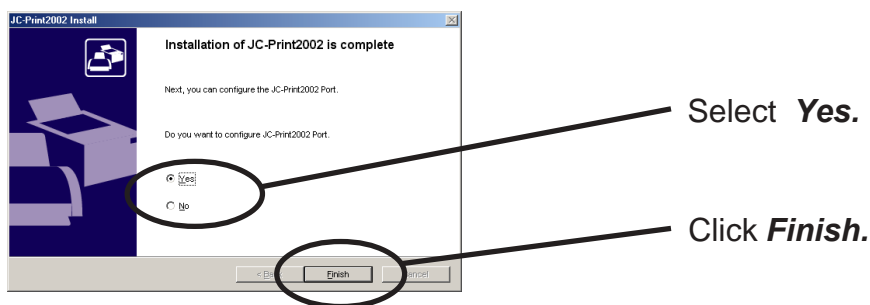 JC-Print2002 Install
Installation of JC-Print2002 is complete
Next, you can configure the JC-Print2002 Port.
Do you want to configure JC-Print2002 Port.
Yes
No
Select Yes.
Click Finish.
< Finish